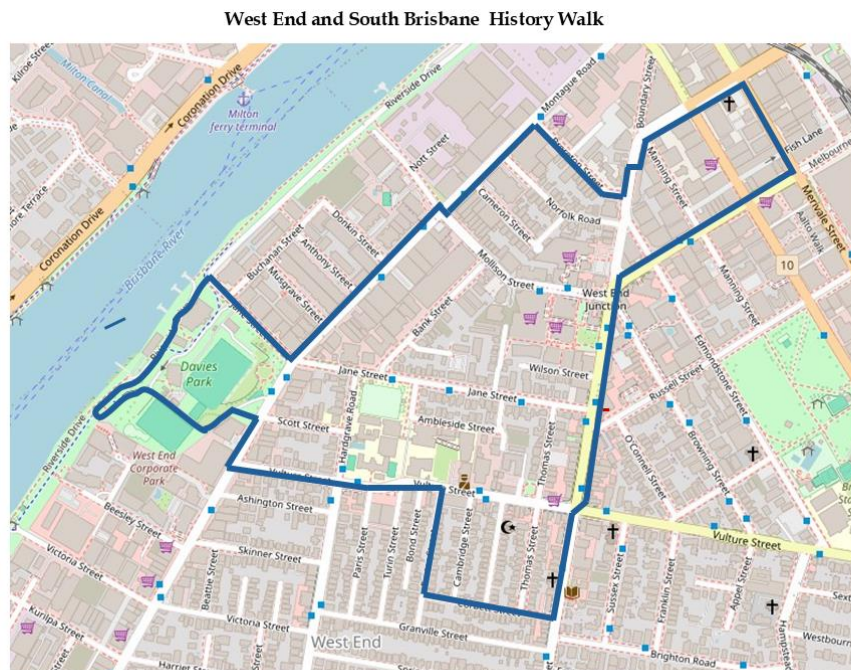 West End and South Brisbane History Walk
Kilroe Street
Milton Canal
Coronation Drive
Milton
ferry terminal
Riverside Drive
Montague Road
Boundary Street
Nott Street
Manning Street
Fish Lane
Melbourne
Merivale Street
Aalto Walk
10
Cameron Street
Norfolk Road
Coronation Drive
Brisbane River
Donkin Street
Buchanan Street
Anthony Street
Musgrave Street
Mollison Street
West End
Junction
Manning Street
Jane Street
Bank Street
Wilson Street
Edmondstone Street
Russell Street
Davies
Park
Jane Street
Jane Street
Hardgrave Road
Ambleside Street
Scott Street
Thomas Street
O'Connell Street
Browning Street
Riverside Drive
West End
Corporate
Park
Vulture Street
Street
Ashington Street
Beesley Street
Skinner Street
Victoria Street
Beattie Street
Paris Street
Turin Street
Bond Street
Cambridge Street
Thomas Street
Vulture Street
Sussex Street
Franklin Street
Appel Street
Victoria Street
Granville Street
West End
Kurilpa Street
Brighton Road
Westbourne